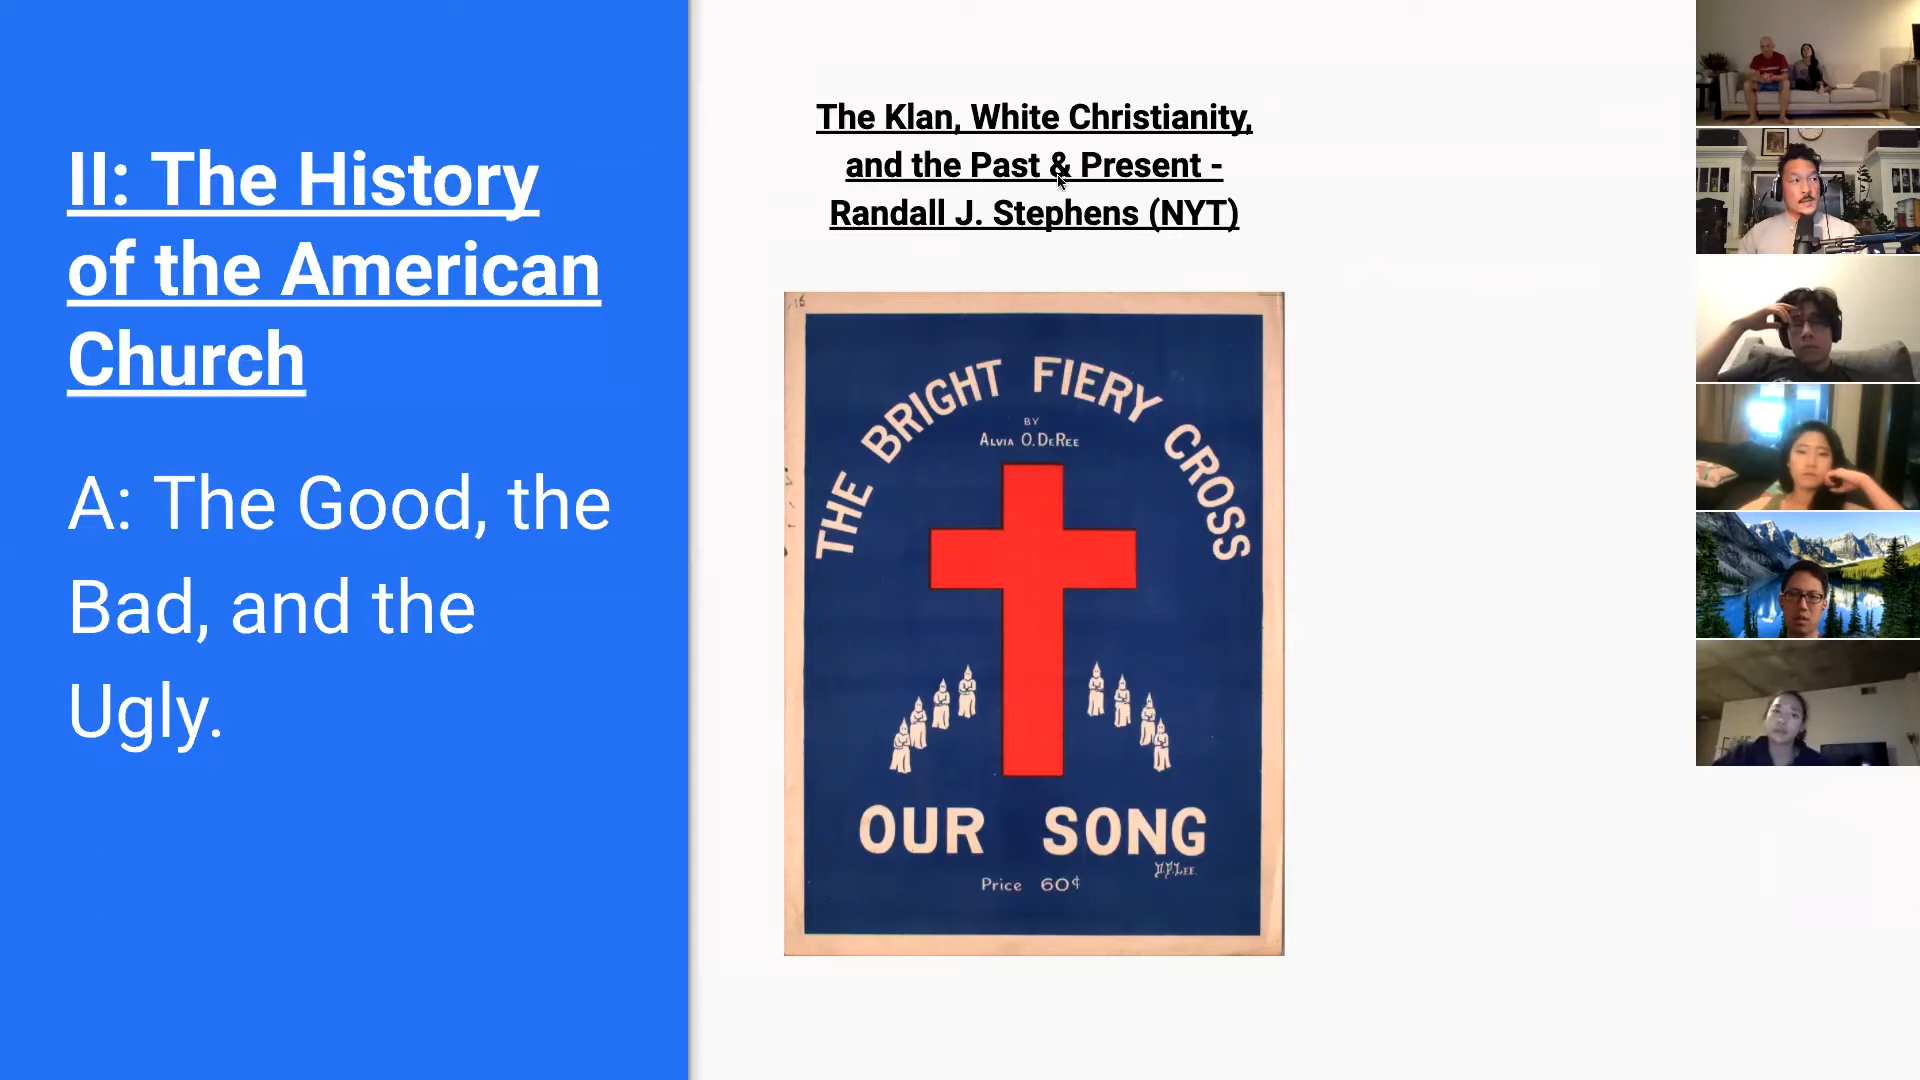 II: The History
of the American
Church
A: The Good, the
Bad, and the
Ugly.
The Klan, White Christianity,
and the Past & Present -
Randall J. Stephens (NYT)
THE BRIGHT FIERY CROSS
BY
ALVIA O. DEREE
OUR SONG
LEE.
Price 60¢